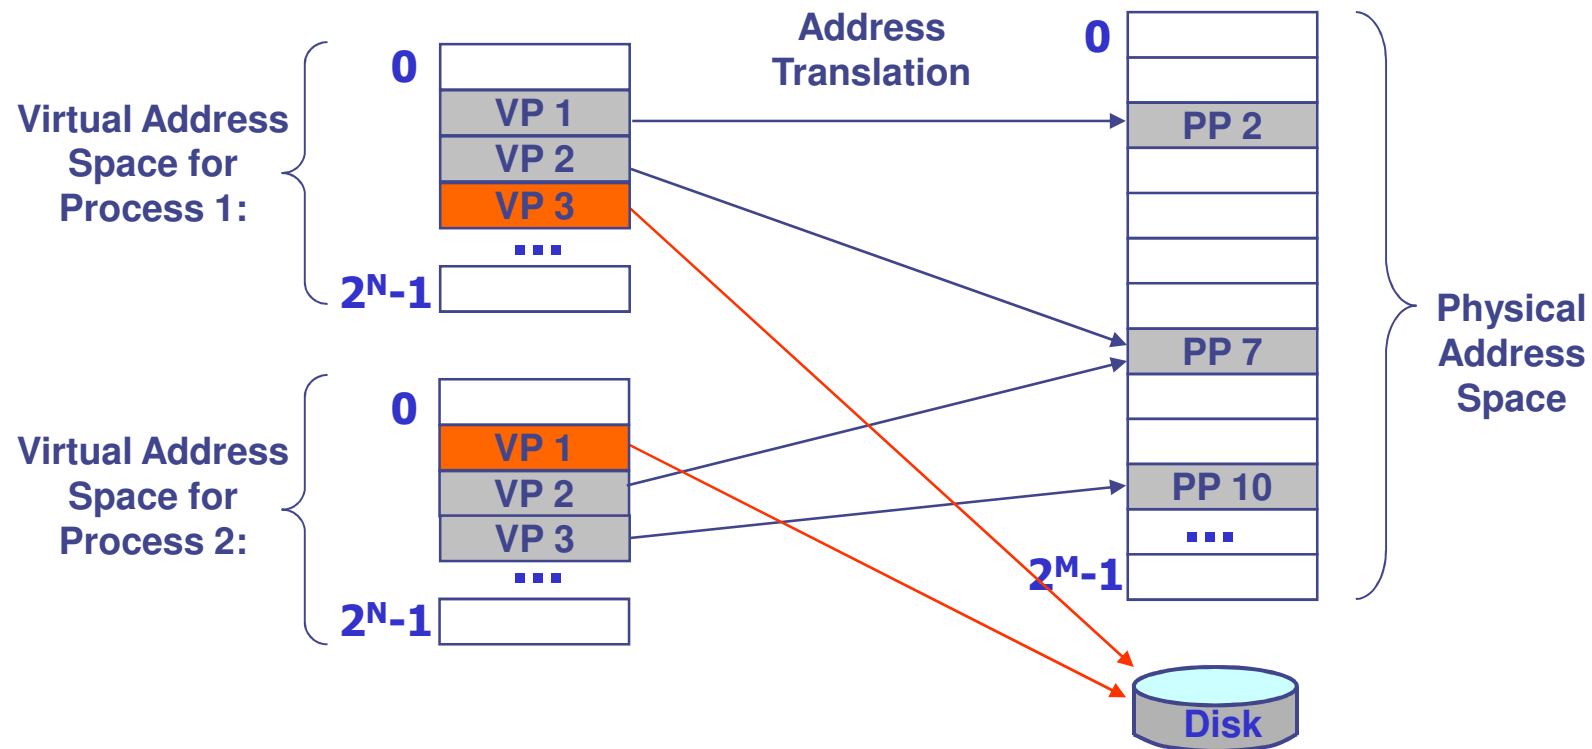 Address
Translation
0
0
VP 1
PP 2
Virtual Address
Space for
Process 1:
VP 2
VP 3
...
2ᴺ-1
Physical
Address
Space
PP 7
0
Virtual Address
Space for
Process 2:
VP 1
VP 2
VP 3
...
2ᴺ-1
PP 10
...
2ᴹ-1
Disk